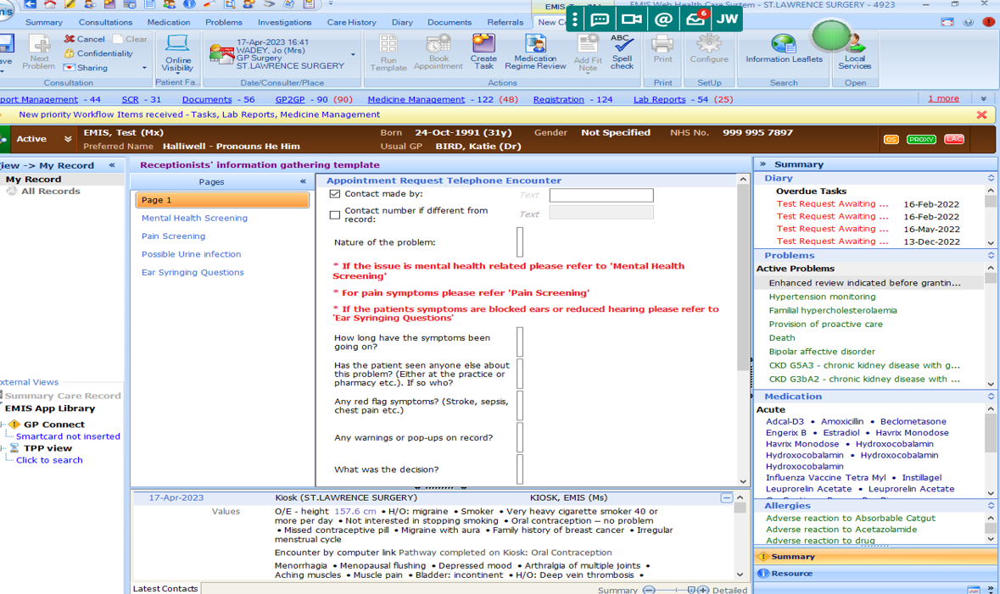 EMIS Web Health Care System - ST.LAWRENCE SURGERY - 4923
Summary Consultations Medication Problems Investigations Care History Diary Documents Referrals
6
JW
Next Problem
Cancel Clear
Confidentiality
Sharing
Consultation
Online Visibility
17-Apr-2023 16:41
WADEY, Jo (Mrs)
GP Surgery
ST.LAWRENCE SURGERY
Date/Consulter/Place
Run Template
Book Appointment
Create Task
Medication Regime Review
Add Fit Note
ABC
Spell check
Actions
Print
Print
Configure
SetUp
Information Leaflets
Search
Local Services
Open
port Management - 44 SCR - 31 Documents - 56 GP2GP - 90 (90) Medicine Management - 122 (48) Registration - 124 Lab Reports - 54 (25) 1 more
New priority Workflow Items received - Tasks, Lab Reports, Medicine Management
Active
EMIS, Test (Mx) Born 24-Oct-1991 (31y) Gender Not Specified NHS No. 999 995 7897
Preferred Name Halliwell - Pronouns He Him Usual GP BIRD, Katie (Dr)
OS PROXY LAC
iew -> My Record «
My Record
All Records
xternal Views
Summary Care Record
EMIS App Library
GP Connect
Smartcard not inserted
TPP view
Click to search
Receptionists' information gathering template
Pages «
Page 1
Mental Health Screening
Pain Screening
Possible Urine infection
Ear Syringing Questions
Appointment Request Telephone Encounter
Contact made by: Text
Contact number if different from record: Text
Nature of the problem:
* If the issue is mental health related please refer to 'Mental Health
Screening'
* For pain symptoms please refer 'Pain Screening'
* If the patients symptoms are blocked ears or reduced hearing please refer to
'Ear Syringing Questions'
How long have the symptoms been
going on?
Has the patient seen anyone else about
this problem? (Either at the practice or
pharmacy etc.). If so who?
Any red flag symptoms? (Stroke, sepsis,
chest pain etc.)
Any warnings or pop-ups on record?
What was the decision?
17-Apr-2023 Kiosk (ST.LAWRENCE SURGERY) KIOSK, EMIS (Ms)
Values O/E - height 157.6 cm • H/O: migraine • Smoker • Very heavy cigarette smoker 40 or
more per day • Not interested in stopping smoking • Oral contraception – no problem
• Missed contraceptive pill • Migraine with aura • Family history of breast cancer • Irregular
menstrual cycle
Encounter by computer link Pathway completed on Kiosk: Oral Contraception
Menorrhagia • Menopausal flushing • Depressed mood • Arthralgia of multiple joints •
Aching muscles • Muscle pain • Bladder: incontinent • H/O: Deep vein thrombosis •
Latest Contacts
Summary Detailed
» Summary
Diary
Overdue Tasks
Test Request Awaiting ... 16-Feb-2022
Test Request Awaiting ... 16-Feb-2022
Test Request Awaiting ... 16-May-2022
Test Request Awaiting ... 13-Dec-2022
Problems
Active Problems
Enhanced review indicated before grantin...
Hypertension monitoring
Familial hypercholesterolaemia
Provision of proactive care
Death
Bipolar affective disorder
CKD G5A3 - chronic kidney disease with g...
CKD G3bA2 - chronic kidney disease with ...
Medication
Acute
Adcal-D3 • Amoxicillin • Beclometasone
Engerix B • Estradiol • Havrix Monodose
Havrix Monodose • Hydroxocobalamin
Hydroxocobalamin • Hydroxocobalamin
Hydroxocobalamin
Influenza Vaccine Tetra Myl • Instillagel
Leuprorelin Acetate • Leuprorelin Acetate
Allergies
Adverse reaction to Absorbable Catgut
Adverse reaction to Acetazolamide
Adverse reaction to drug
Summary
Resource